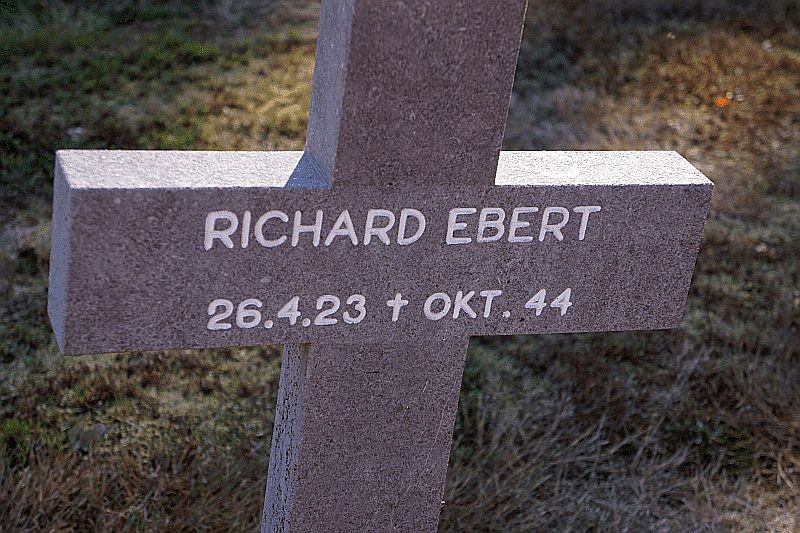 RICHARD EBERT
26.4.23 ✝ OKT. 44